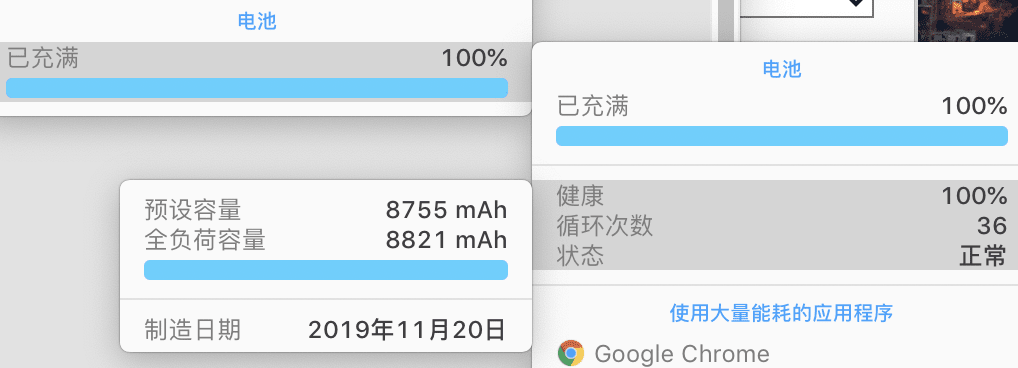 电池
已充满 100%
预设容量 8755 mAh
全负荷容量 8821 mAh
制造日期 2019年11月20日
电池
已充满 100%
健康 100%
循环次数 36
状态 正常
使用大量能耗的应用程序
Google Chrome